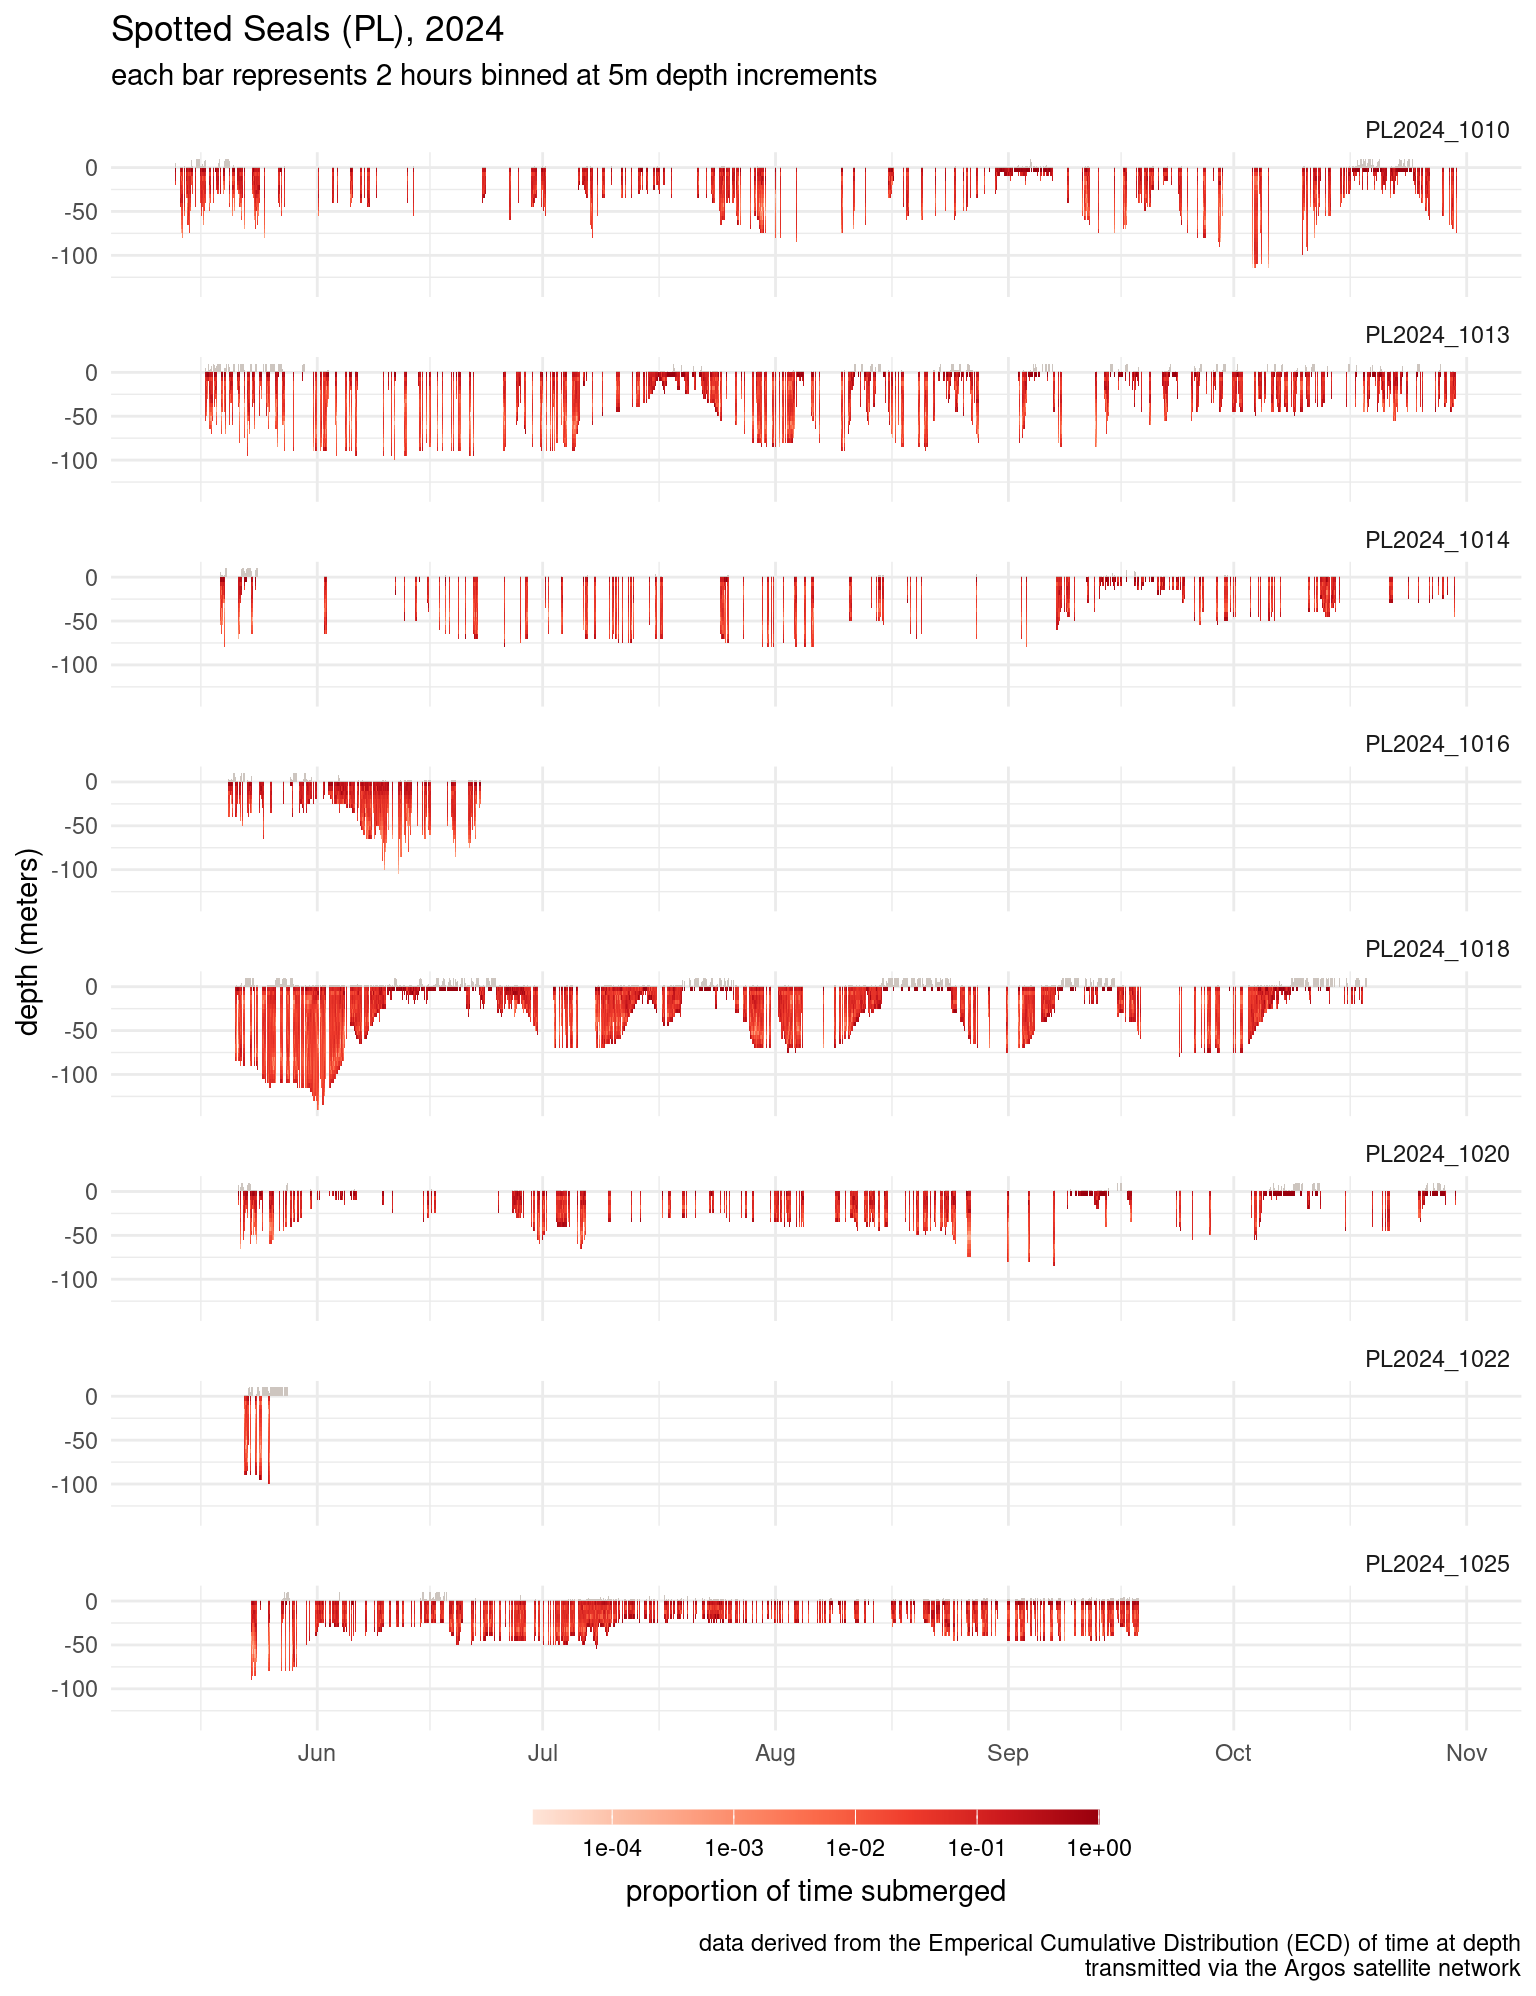 Spotted Seals (PL), 2024
each bar represents 2 hours binned at 5m depth increments
PL2024_1010
0
-50
-100
PL2024_1013
0
-50
-100
PL2024_1014
0
-50
-100
PL2024_1016
0
-50
-100
depth (meters)
PL2024_1018
0
-50
-100
PL2024_1020
0
-50
-100
PL2024_1022
0
-50
-100
PL2024_1025
0
-50
-100
Jun Jul Aug Sep Oct Nov
1e-04 1e-03 1e-02 1e-01 1e+00
proportion of time submerged
data derived from the Emperical Cumulative Distribution (ECD) of time at depth
transmitted via the Argos satellite network